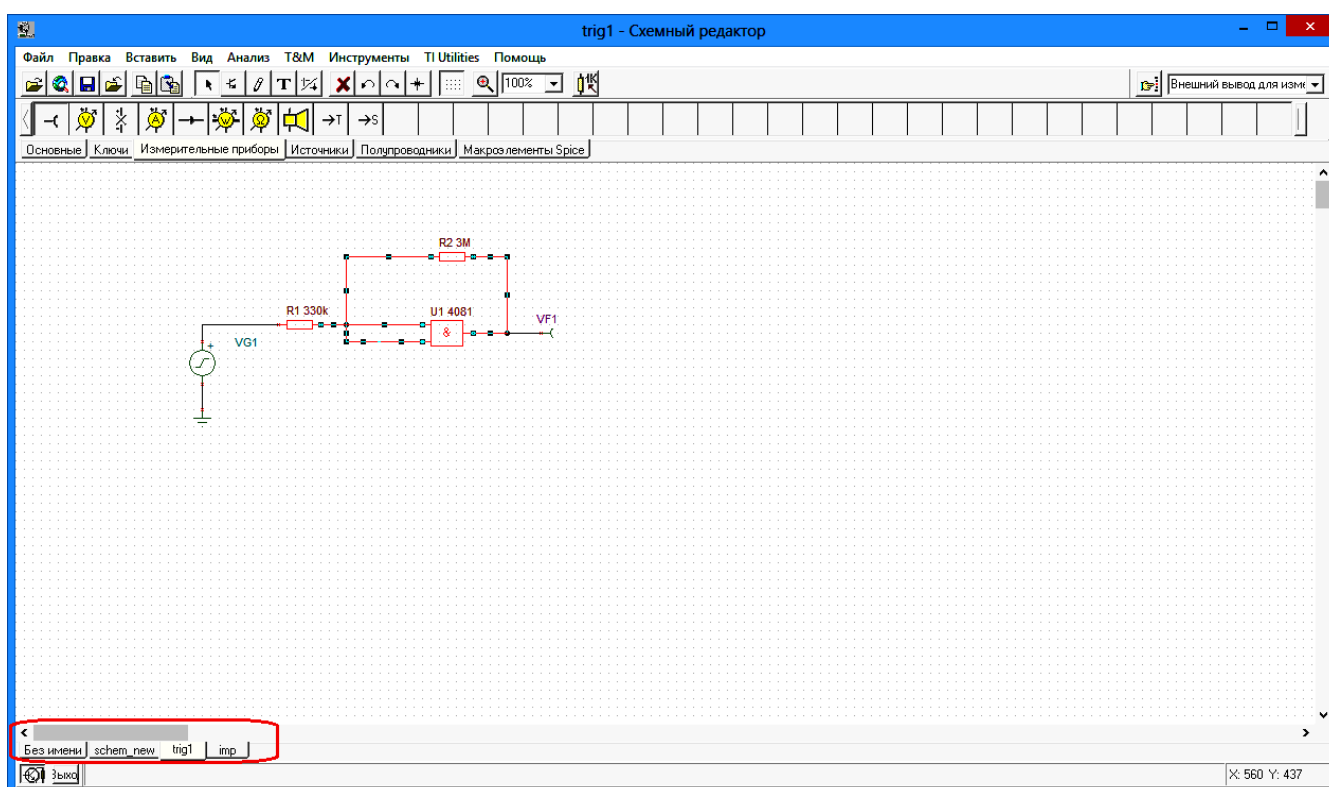 trig1 - Схемный редактор
Файл Правка Вставить Вид Анализ T&M Инструменты TI Utilities Помощь
100% Внешний вывод для изме
Основные Ключи Измерительные приборы Источники Полупроводники Макроэлементы Spice
R2 3M
R1 330k U1 4081
VF1
&
VG1
+
Без имени schem_new trig1 imp
Выхо X: 560 Y: 437